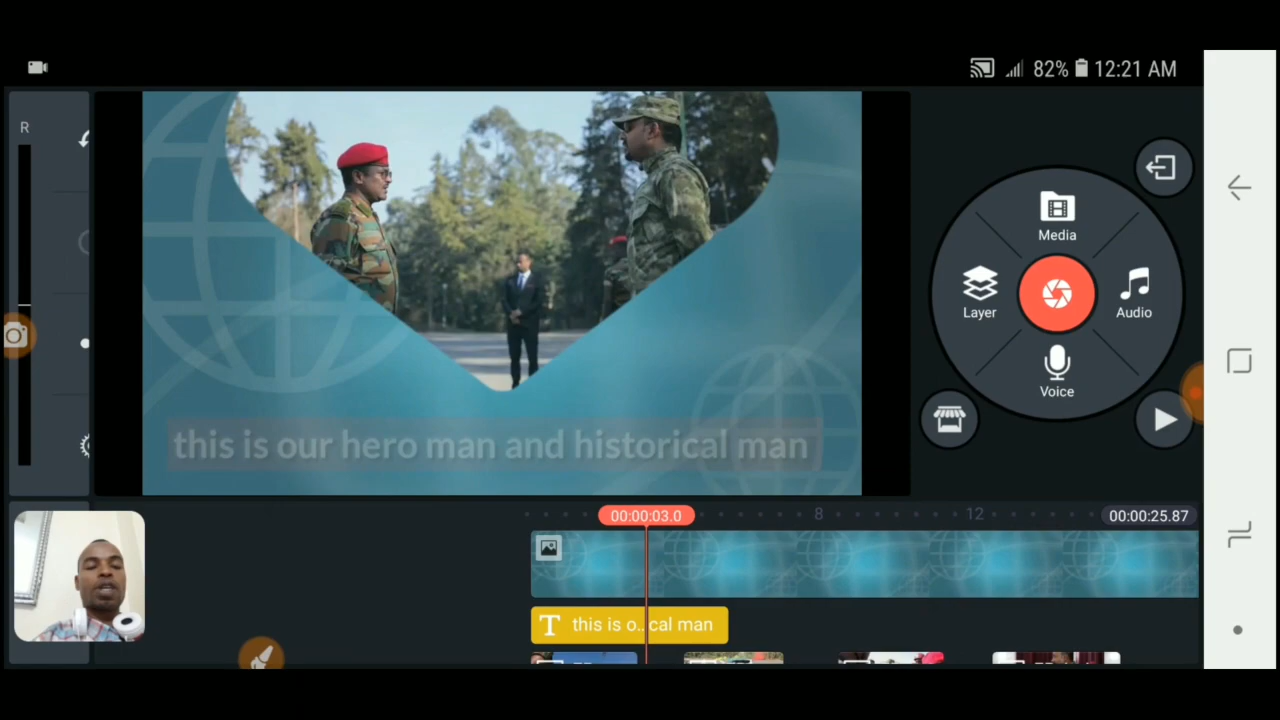 82% 12:21 AM
R
Media
Layer
Audio
Voice
this is our hero man and historical man
00:00:03.0
8
12
00:00:25.87
T this is o..cal man